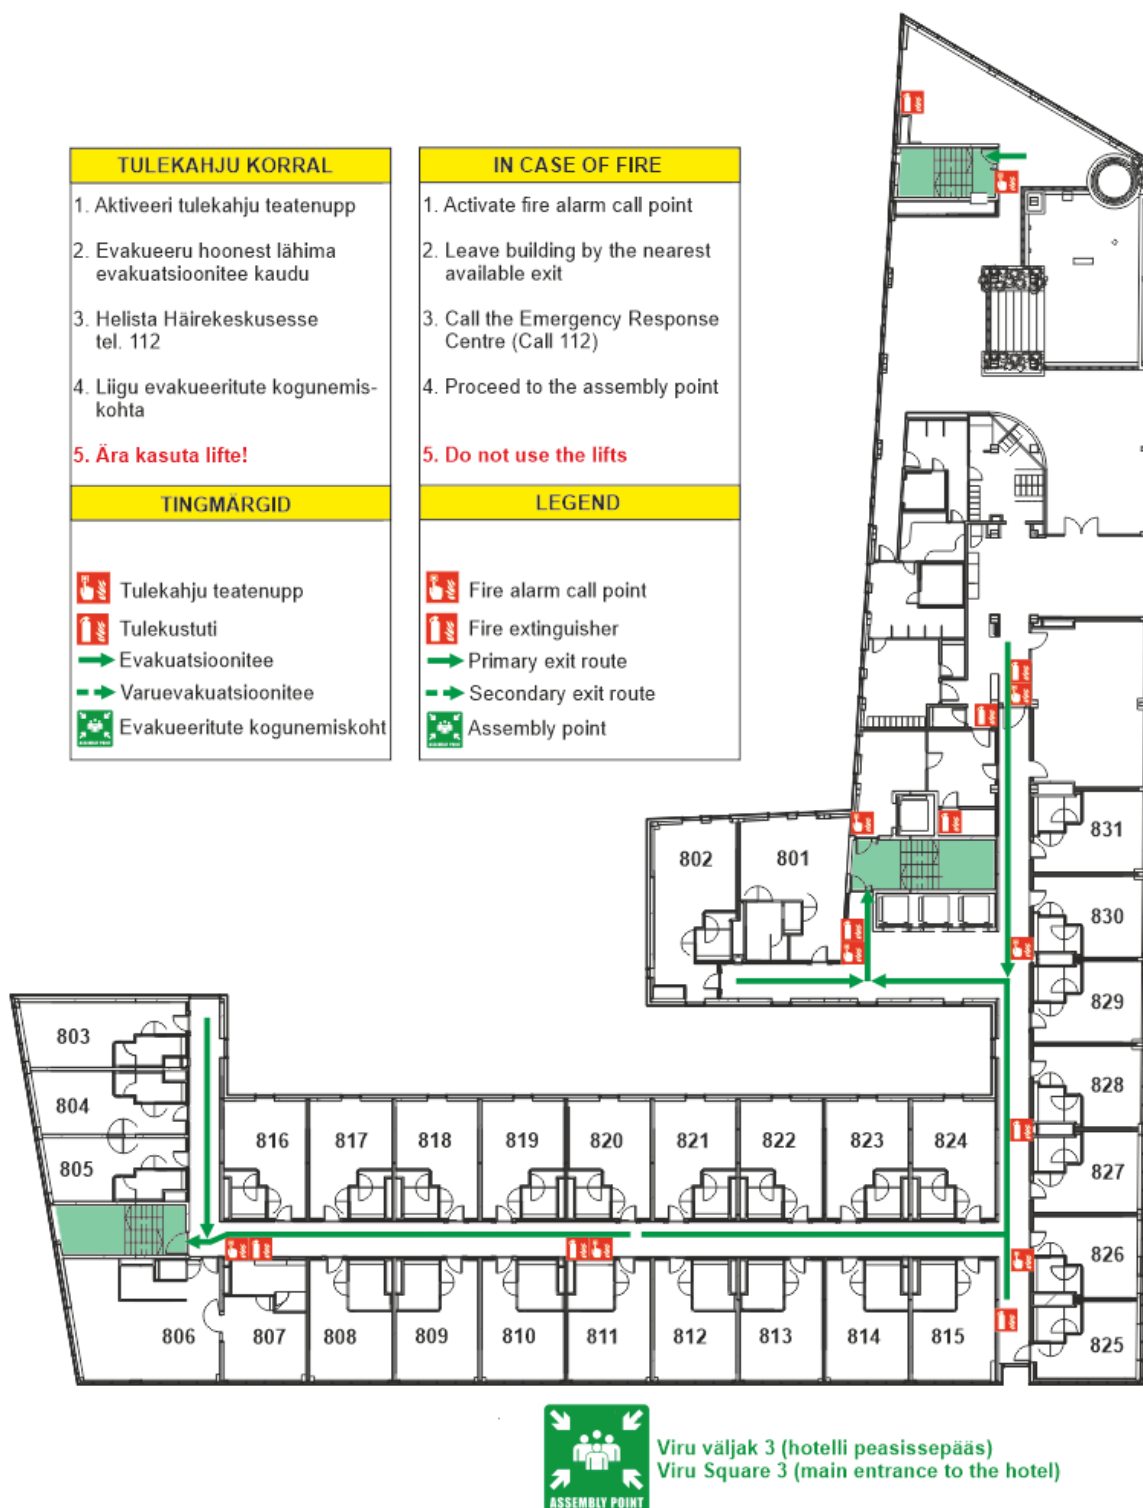 TULEKAHJU KORRAL
1. Aktiveeri tulekahju teatenupp
2. Evakueeru hoonest lähima
evakuatsioonitee kaudu
3. Helista Häirekeskusesse
tel. 112
4. Liigu evakueeritute kogunemis-
kohta
5. Ära kasuta lifte!
TINGMÄRGID
Tulekahju teatenupp
Tulekustuti
Evakuatsioonitee
Varuevakuatsioonitee
Evakueeritute kogunemiskoht
ASSEMBLY POINT
IN CASE OF FIRE
1. Activate fire alarm call point
2. Leave building by the nearest
available exit
3. Call the Emergency Response
Centre (Call 112)
4. Proceed to the assembly point
5. Do not use the lifts
LEGEND
Fire alarm call point
Fire extinguisher
Primary exit route
Secondary exit route
Assembly point
ASSEMBLY POINT
831
802 801
830
829
803
804
805
828
827
816 817 818 819 820 821 822 823 824
826
825
806 807 808 809 810 811 812 813 814 815
ASSEMBLY POINT
Viru väljak 3 (hotelli peasissepääs)
Viru Square 3 (main entrance to the hotel)